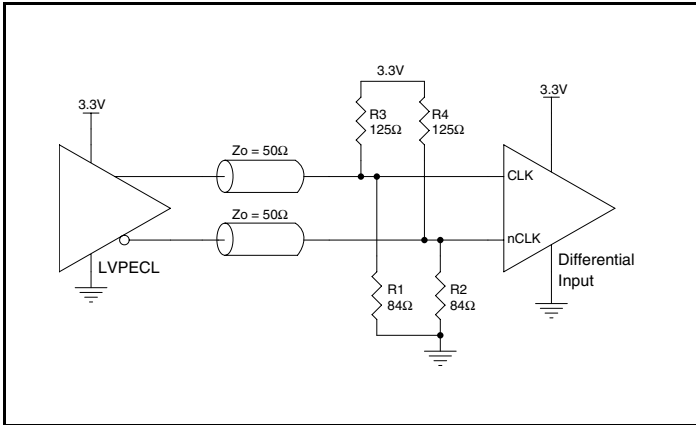 3.3V
3.3V
3.3V
R3
125Ω
R4
125Ω
Zo = 50Ω
CLK
Zo = 50Ω
nCLK
LVPECL
Differential
Input
R1
84Ω
R2
84Ω